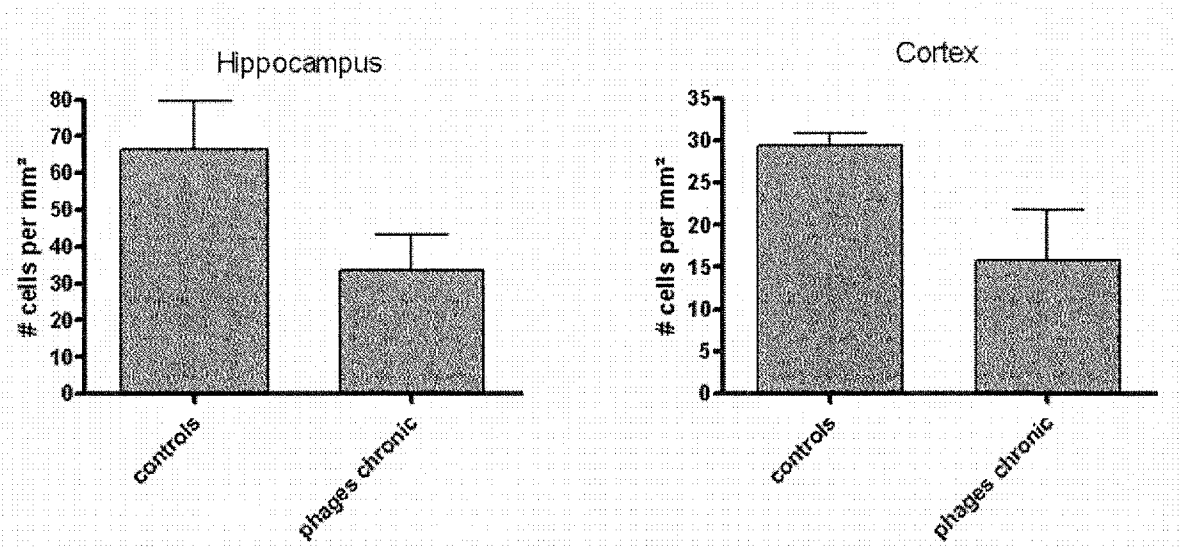 Hippocampus
# cells per mm²
80
70
60
50
40
30
20
10
0
controls
phages chronic
Cortex
# cells per mm²
35
30
25
20
15
10
5
0
controls
phages chronic